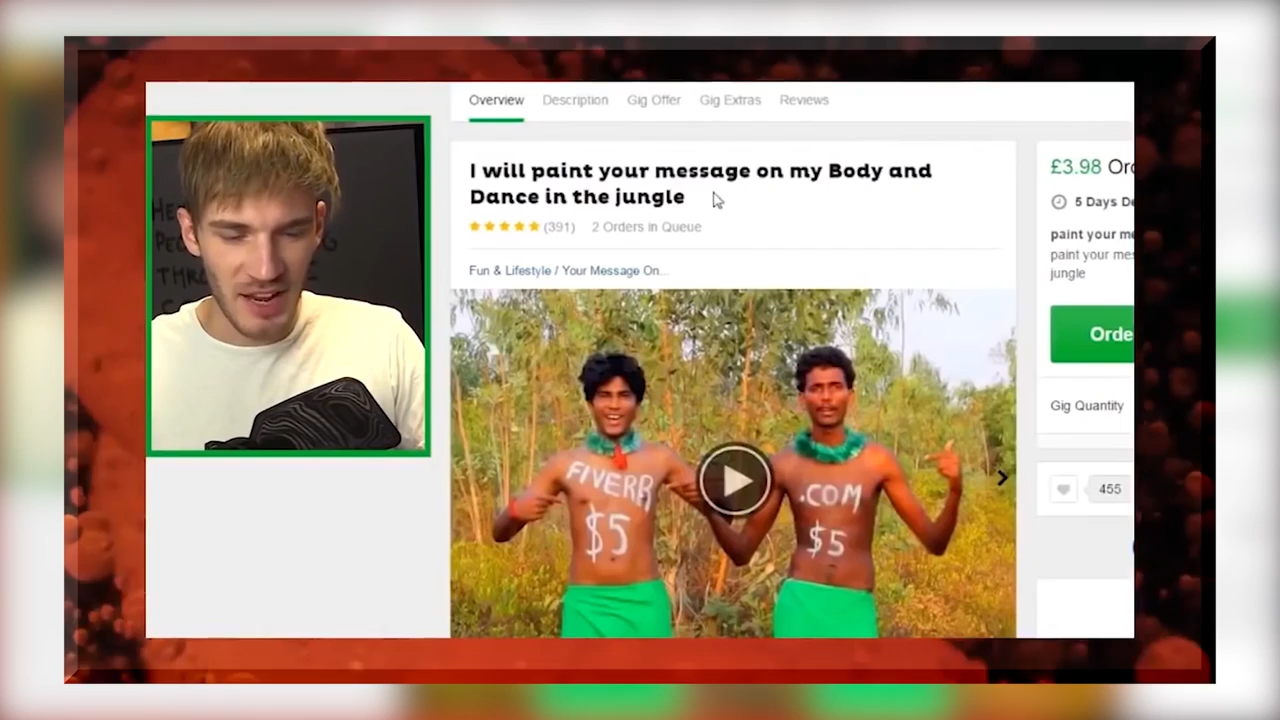 Overview Description Gig Offer Gig Extras Reviews
I will paint your message on my Body and
Dance in the jungle
(391) 2 Orders in Queue
Fun & Lifestyle / Your Message On...
FIVERR
$5
.COM
$5
£3.98
5 Days
paint your
paint your
jungle
Gig Quantity
455